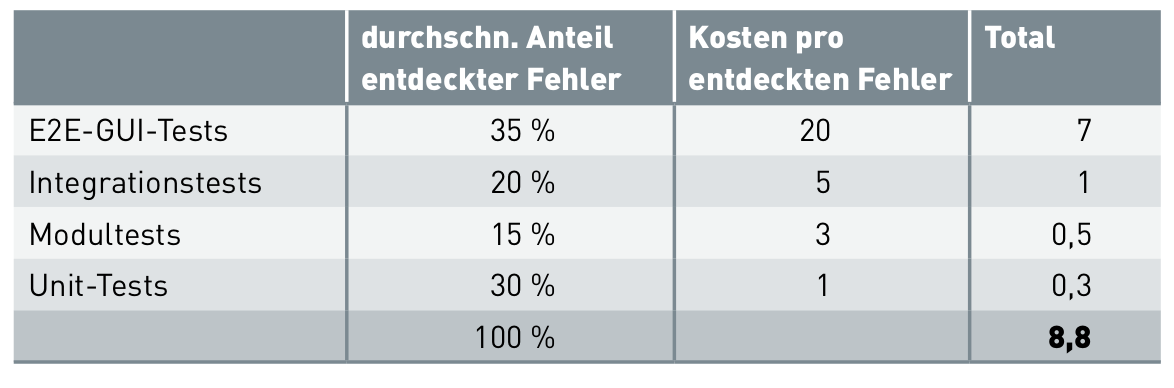 durchschn. Anteil entdeckter Fehler Kosten pro entdeckten Fehler Total
E2E-GUI-Tests 35 % 20 7
Integrationstests 20 % 5 1
Modultests 15 % 3 0,5
Unit-Tests 30 % 1 0,3
100 % 8,8